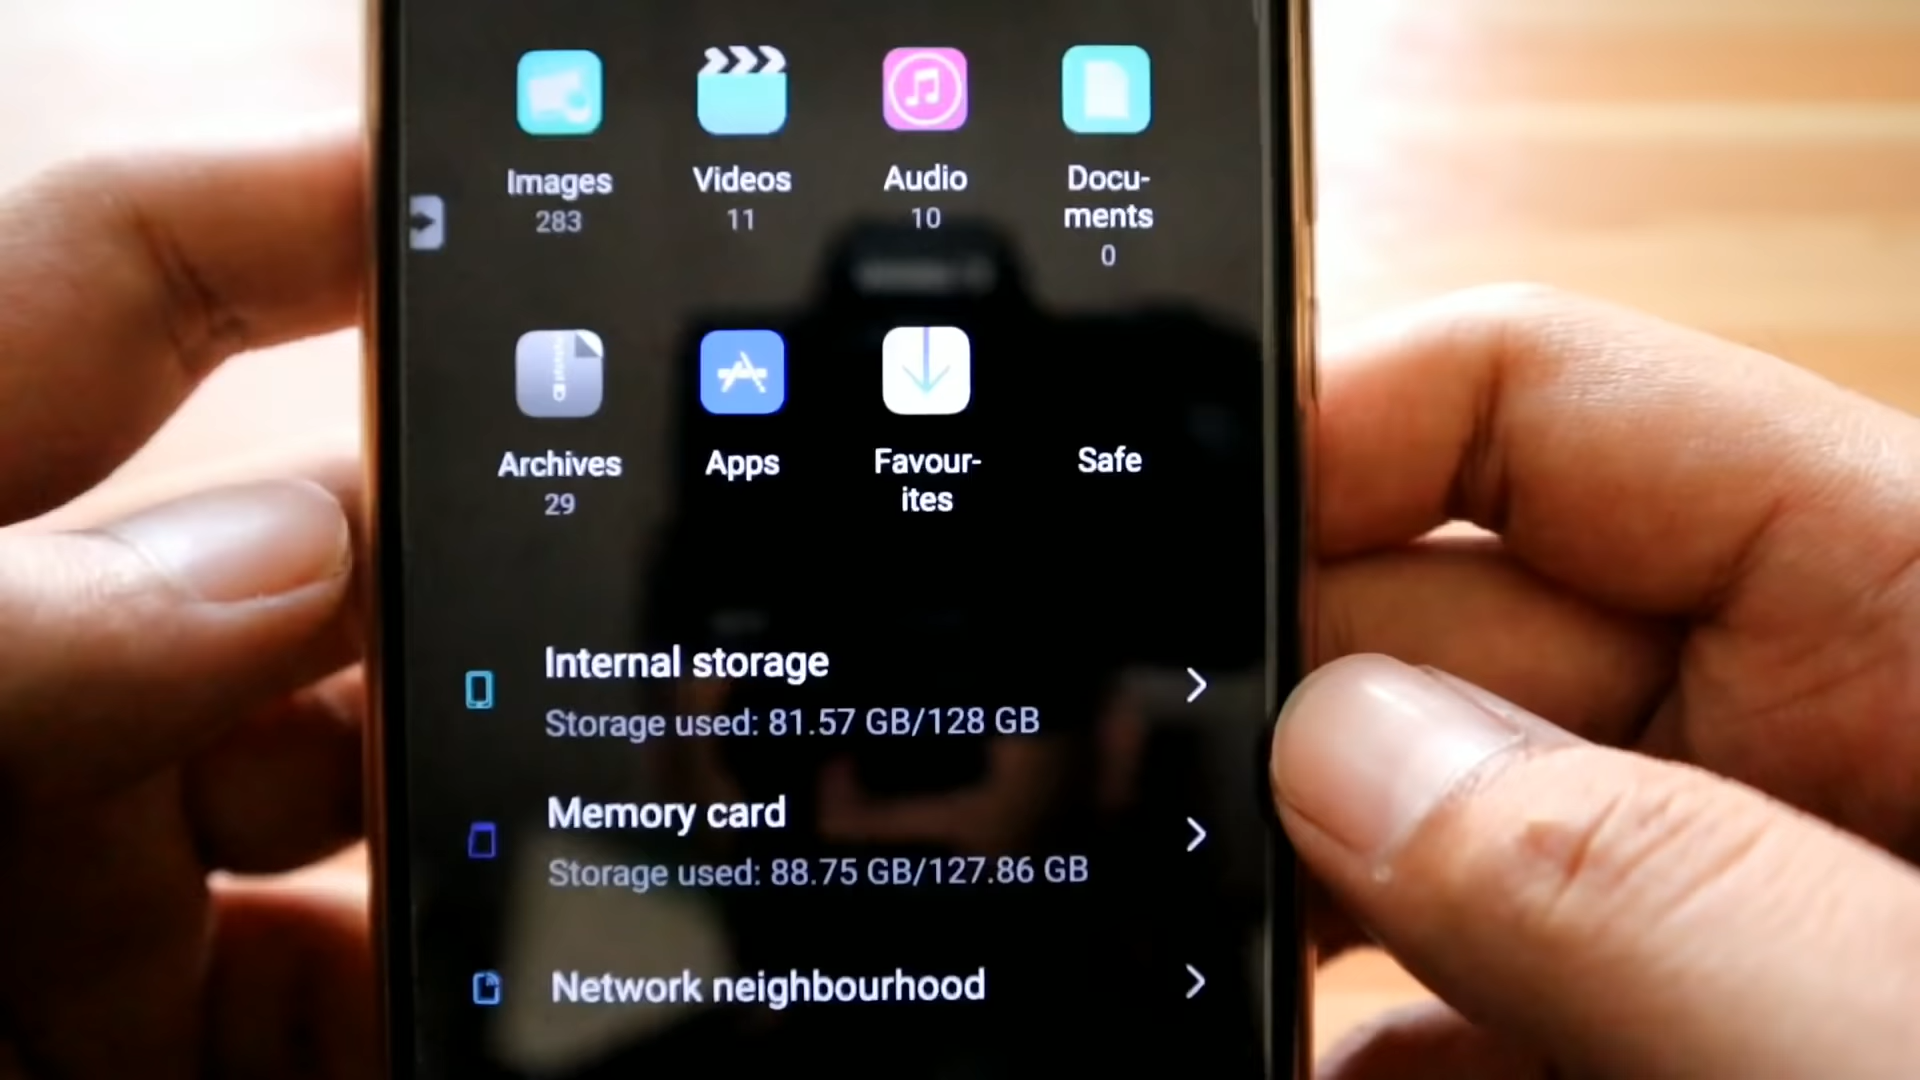 Images
283
Videos
11
Audio
10
Docu-
ments
0
Archives
29
Apps
Favour-
ites
Safe
Internal storage
Storage used: 81.57 GB/128 GB
Memory card
Storage used: 88.75 GB/127.86 GB
Network neighbourhood